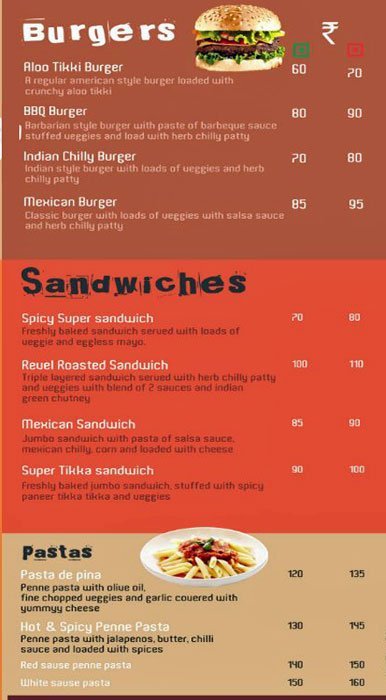 Burgers ₹
Aloo Tikki Burger 60 70
A regular american style burger loaded with
crunchy aloo tikki
BBQ Burger 80 90
Barbarian style burger with paste of barbeque sauce
stuffed veggies and load with herb chilly patty
Indian Chilly Burger 70 80
Indian style burger with loads of veggies and herb
chilly patty
Mexican Burger 85 95
Classic burger with loads of veggies with salsa sauce
and herb chilly patty
Sandwiches
Spicy Super sandwich 70 80
Freshly baked sandwich served with loads of
veggie and eggless mayo.
Revel Roasted Sandwich 100 110
Triple layered sandwich served with herb chilly patty
and veggies with blend of 2 sauces and indian
green chutney
Mexican Sandwich 85 90
Jumbo sandwich with pasta of salsa sauce,
mexican chilly, corn and loaded with cheese
Super Tikka sandwich 90 100
Freshly baked jumbo sandwich, stuffed with spicy
paneer tikka tikka and veggies
Pastas
Pasta de pina 120 135
Penne pasta with olive oil,
fine chopped veggies and garlic covered with
yummyy cheese
Hot & Spicy Penne Pasta 130 145
Penne pasta with jalapenos, butter, chilli
sauce and loaded with spices
Red sause penne pasta 140 150
White sause pasta 150 160